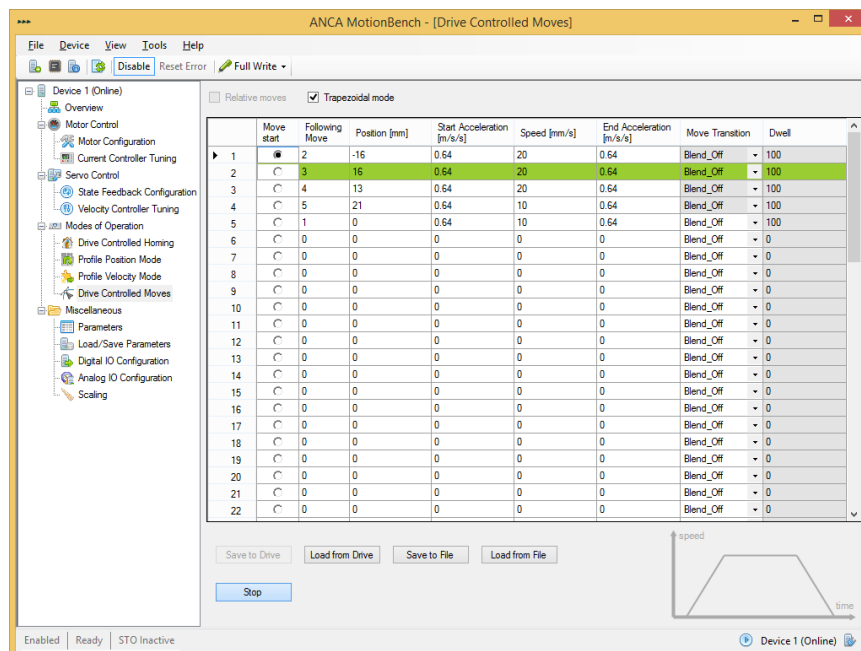 ANCA MotionBench - [Drive Controlled Moves]
File Device View Tools Help
Disable Reset Error Full Write
Device 1 (Online)
Overview
Motor Control
Motor Configuration
Current Controller Tuning
Servo Control
State Feedback Configuration
Velocity Controller Tuning
Modes of Operation
Drive Controlled Homing
Profile Position Mode
Profile Velocity Mode
Drive Controlled Moves
Miscellaneous
Parameters
Load/Save Parameters
Digital IO Configuration
Analog IO Configuration
Scaling
Relative moves Trapezoidal mode
Move start Following Move Position [mm] Start Acceleration [m/s/s] Speed [mm/s] End Acceleration [m/s/s] Move Transition Dwell
1 2 -16 0.64 20 0.64 Blend_Off 100
2 3 16 0.64 20 0.64 Blend_Off 100
3 4 13 0.64 20 0.64 Blend_Off 100
4 5 21 0.64 10 0.64 Blend_Off 100
5 1 0 0.64 10 0.64 Blend_Off 100
6 0 0 0 0 0 Blend_Off 0
7 0 0 0 0 0 Blend_Off 0
8 0 0 0 0 0 Blend_Off 0
9 0 0 0 0 0 Blend_Off 0
10 0 0 0 0 0 Blend_Off 0
11 0 0 0 0 0 Blend_Off 0
12 0 0 0 0 0 Blend_Off 0
13 0 0 0 0 0 Blend_Off 0
14 0 0 0 0 0 Blend_Off 0
15 0 0 0 0 0 Blend_Off 0
16 0 0 0 0 0 Blend_Off 0
17 0 0 0 0 0 Blend_Off 0
18 0 0 0 0 0 Blend_Off 0
19 0 0 0 0 0 Blend_Off 0
20 0 0 0 0 0 Blend_Off 0
21 0 0 0 0 0 Blend_Off 0
22 0 0 0 0 0 Blend_Off 0
Save to Drive Load from Drive Save to File Load from File
Stop
speed
time
Enabled Ready STO Inactive Device 1 (Online)